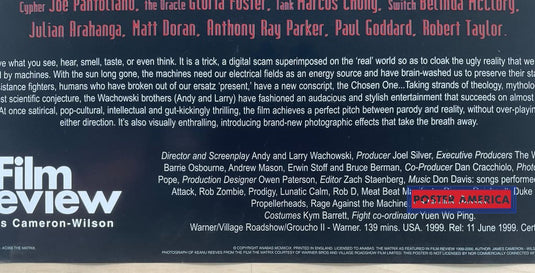 Cypher Joe Pantoliano, the Oracle Gloria Foster, Tank Marcus Chong, Switch Belinda McClory,
Julian Arahanga, Matt Doran, Anthony Ray Parker, Paul Goddard, Robert Taylor.
ve what you see, hear, smell, taste, or even think. It is a trick, a digital scam superimposed on the 'real' world so as to cloak the ugly reality that we
d by machines. With the sun long gone, the machines need our electrical fields as an energy source and have brain-washed us to preserve their sta
sistance fighters, humans who have broken out of our ersatz 'present,' have a new conscript, the Chosen One...Taking strands of theology, mytholo
st scientific conjecture, the Wachowski brothers (Andy and Larry) have fashioned an audacious and stylish entertainment that succeeds on almost
At once satirical, pop-cultural, intellectual and gut-kickingly thrilling, the film achieves a perfect pitch between parody and reality, without over-playin
either direction. It's also visually enthralling, introducing brand-new photographic effects that take the breath away.
Film
eview
s Cameron-Wilson
Director and Screenplay Andy and Larry Wachowski, Producer Joel Silver, Executive Producers The W
Barrie Osbourne, Andrew Mason, Erwin Stoff and Bruce Berman, Co-Producer Dan Cracchiolo, Photo
Pope, Production Designer Owen Paterson, Editor Zach Staenberg, Music Don Davis: songs performe
Attack, Rob Zombie, Prodigy, Lunatic Calm, Rob D, Meat Beat Duke
Propellerheads, Rage Against the Machine
POSTER AMERICA
Costumes Kym Barrett, Fight co-ordinator Yuen Wo Ping.
Warner/Village Roadshow/Groucho II - Warner. 139 mins. USA. 1999. Rel: 11 June 1999. Cert